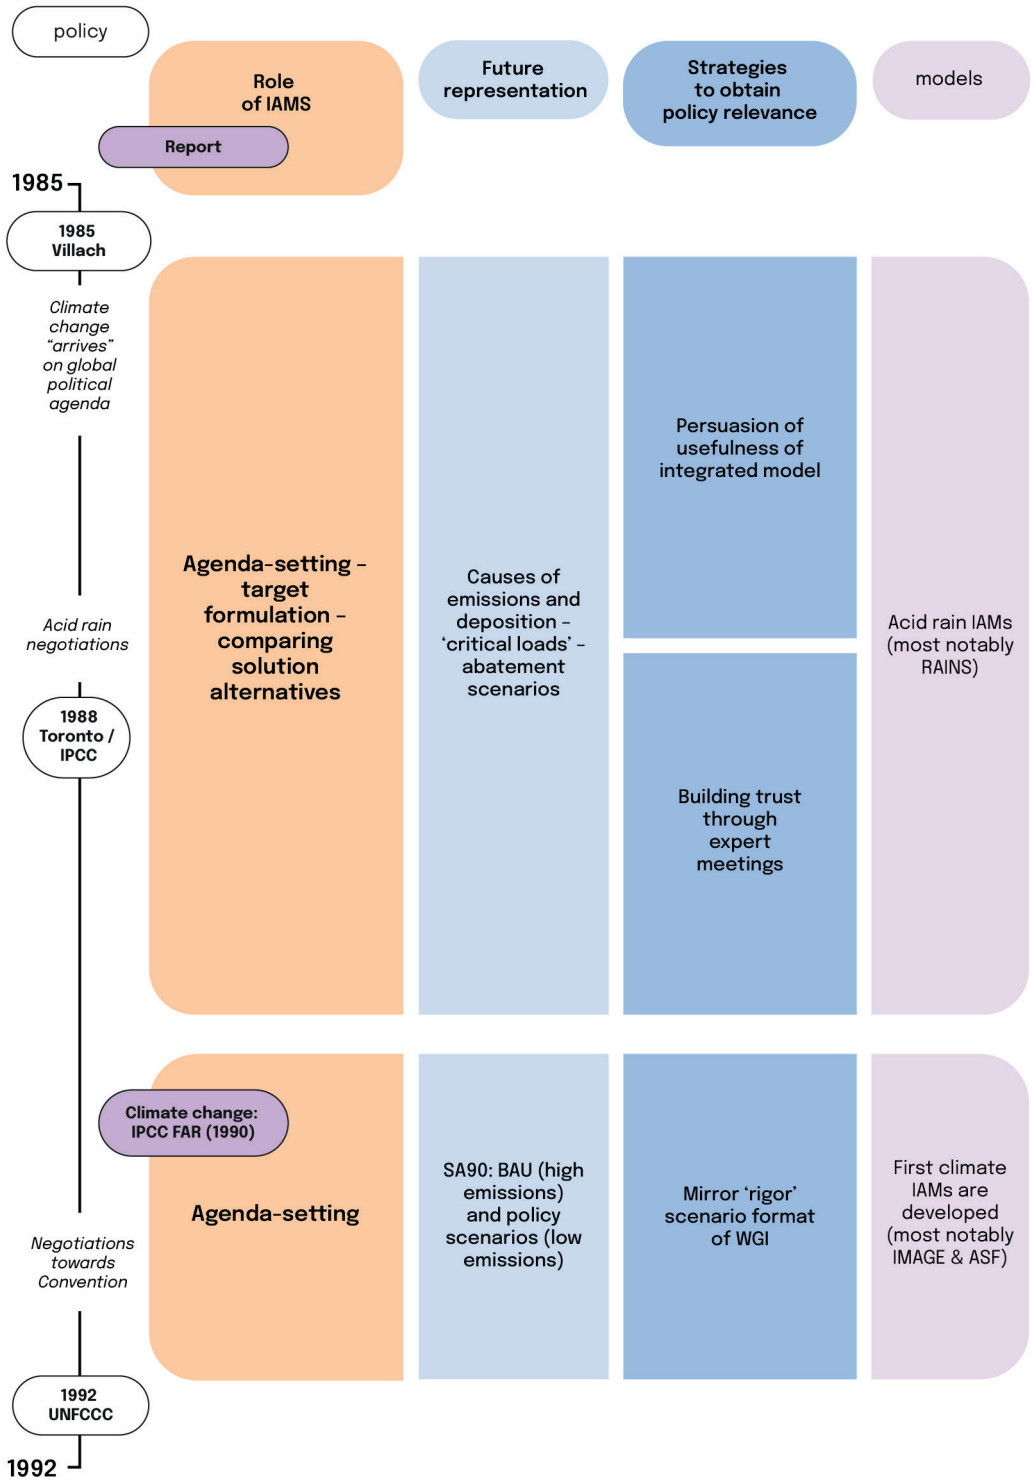 policy
Role
of IAMS
Report
Future
representation
Strategies
to obtain
policy relevance
models
1985
1985
Villach
Climate
change
“arrives”
on global
political
agenda
Acid rain
negotiations
1988
Toronto /
IPCC
Agenda-setting –
target
formulation –
comparing
solution
alternatives
Causes of
emissions and
deposition –
‘critical loads’ –
abatement
scenarios
Persuasion of
usefulness of
integrated model
Building trust
through
expert
meetings
Acid rain IAMs
(most notably
RAINS)
Climate change:
IPCC FAR (1990)
Agenda-setting
SA90: BAU (high
emissions)
and policy
scenarios (low
emissions)
Mirror ‘rigor’
scenario format
of WGI
First climate
IAMs are
developed
(most notably
IMAGE & ASF)
Negotiations
towards
Convention
1992
UNFCCC
1992